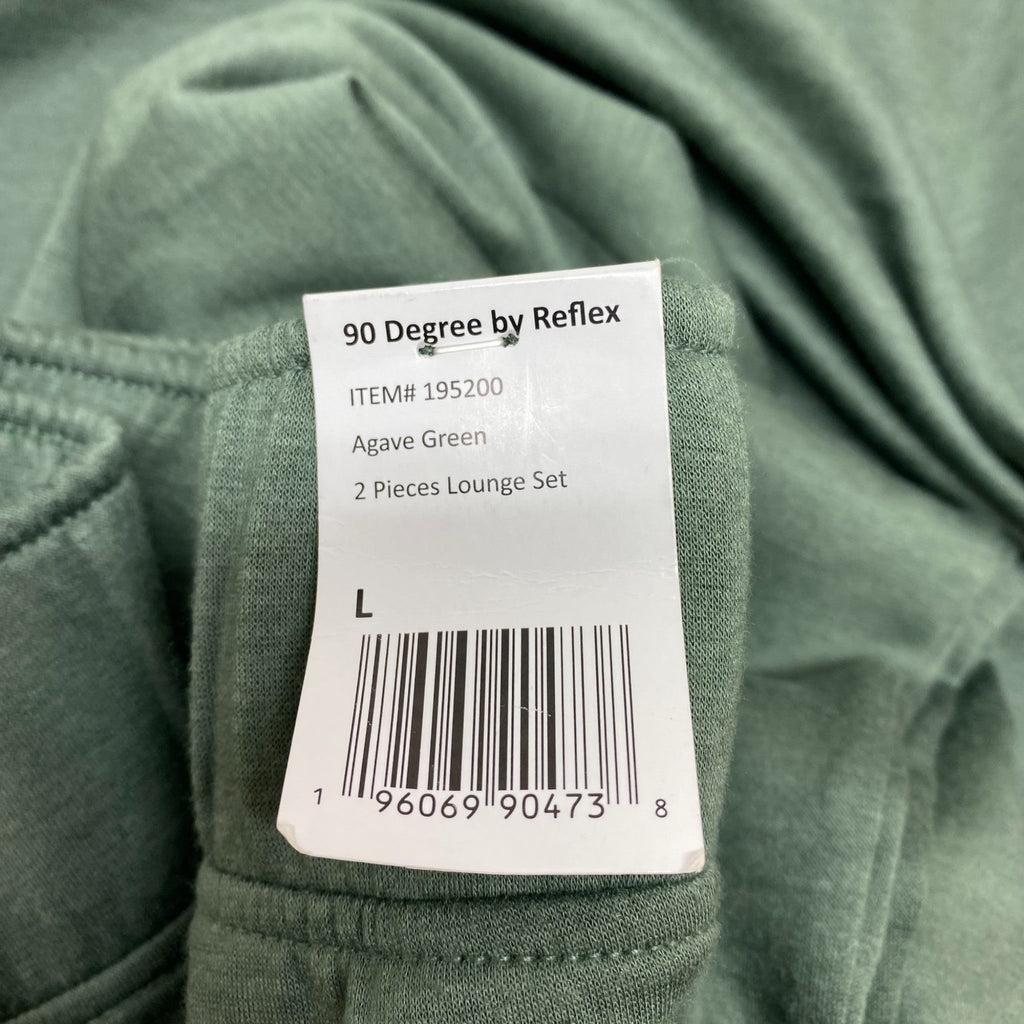 90 Degree by Reflex
ITEM# 195200
Agave Green
2 Pieces Lounge Set
L
1 96069 90473 8